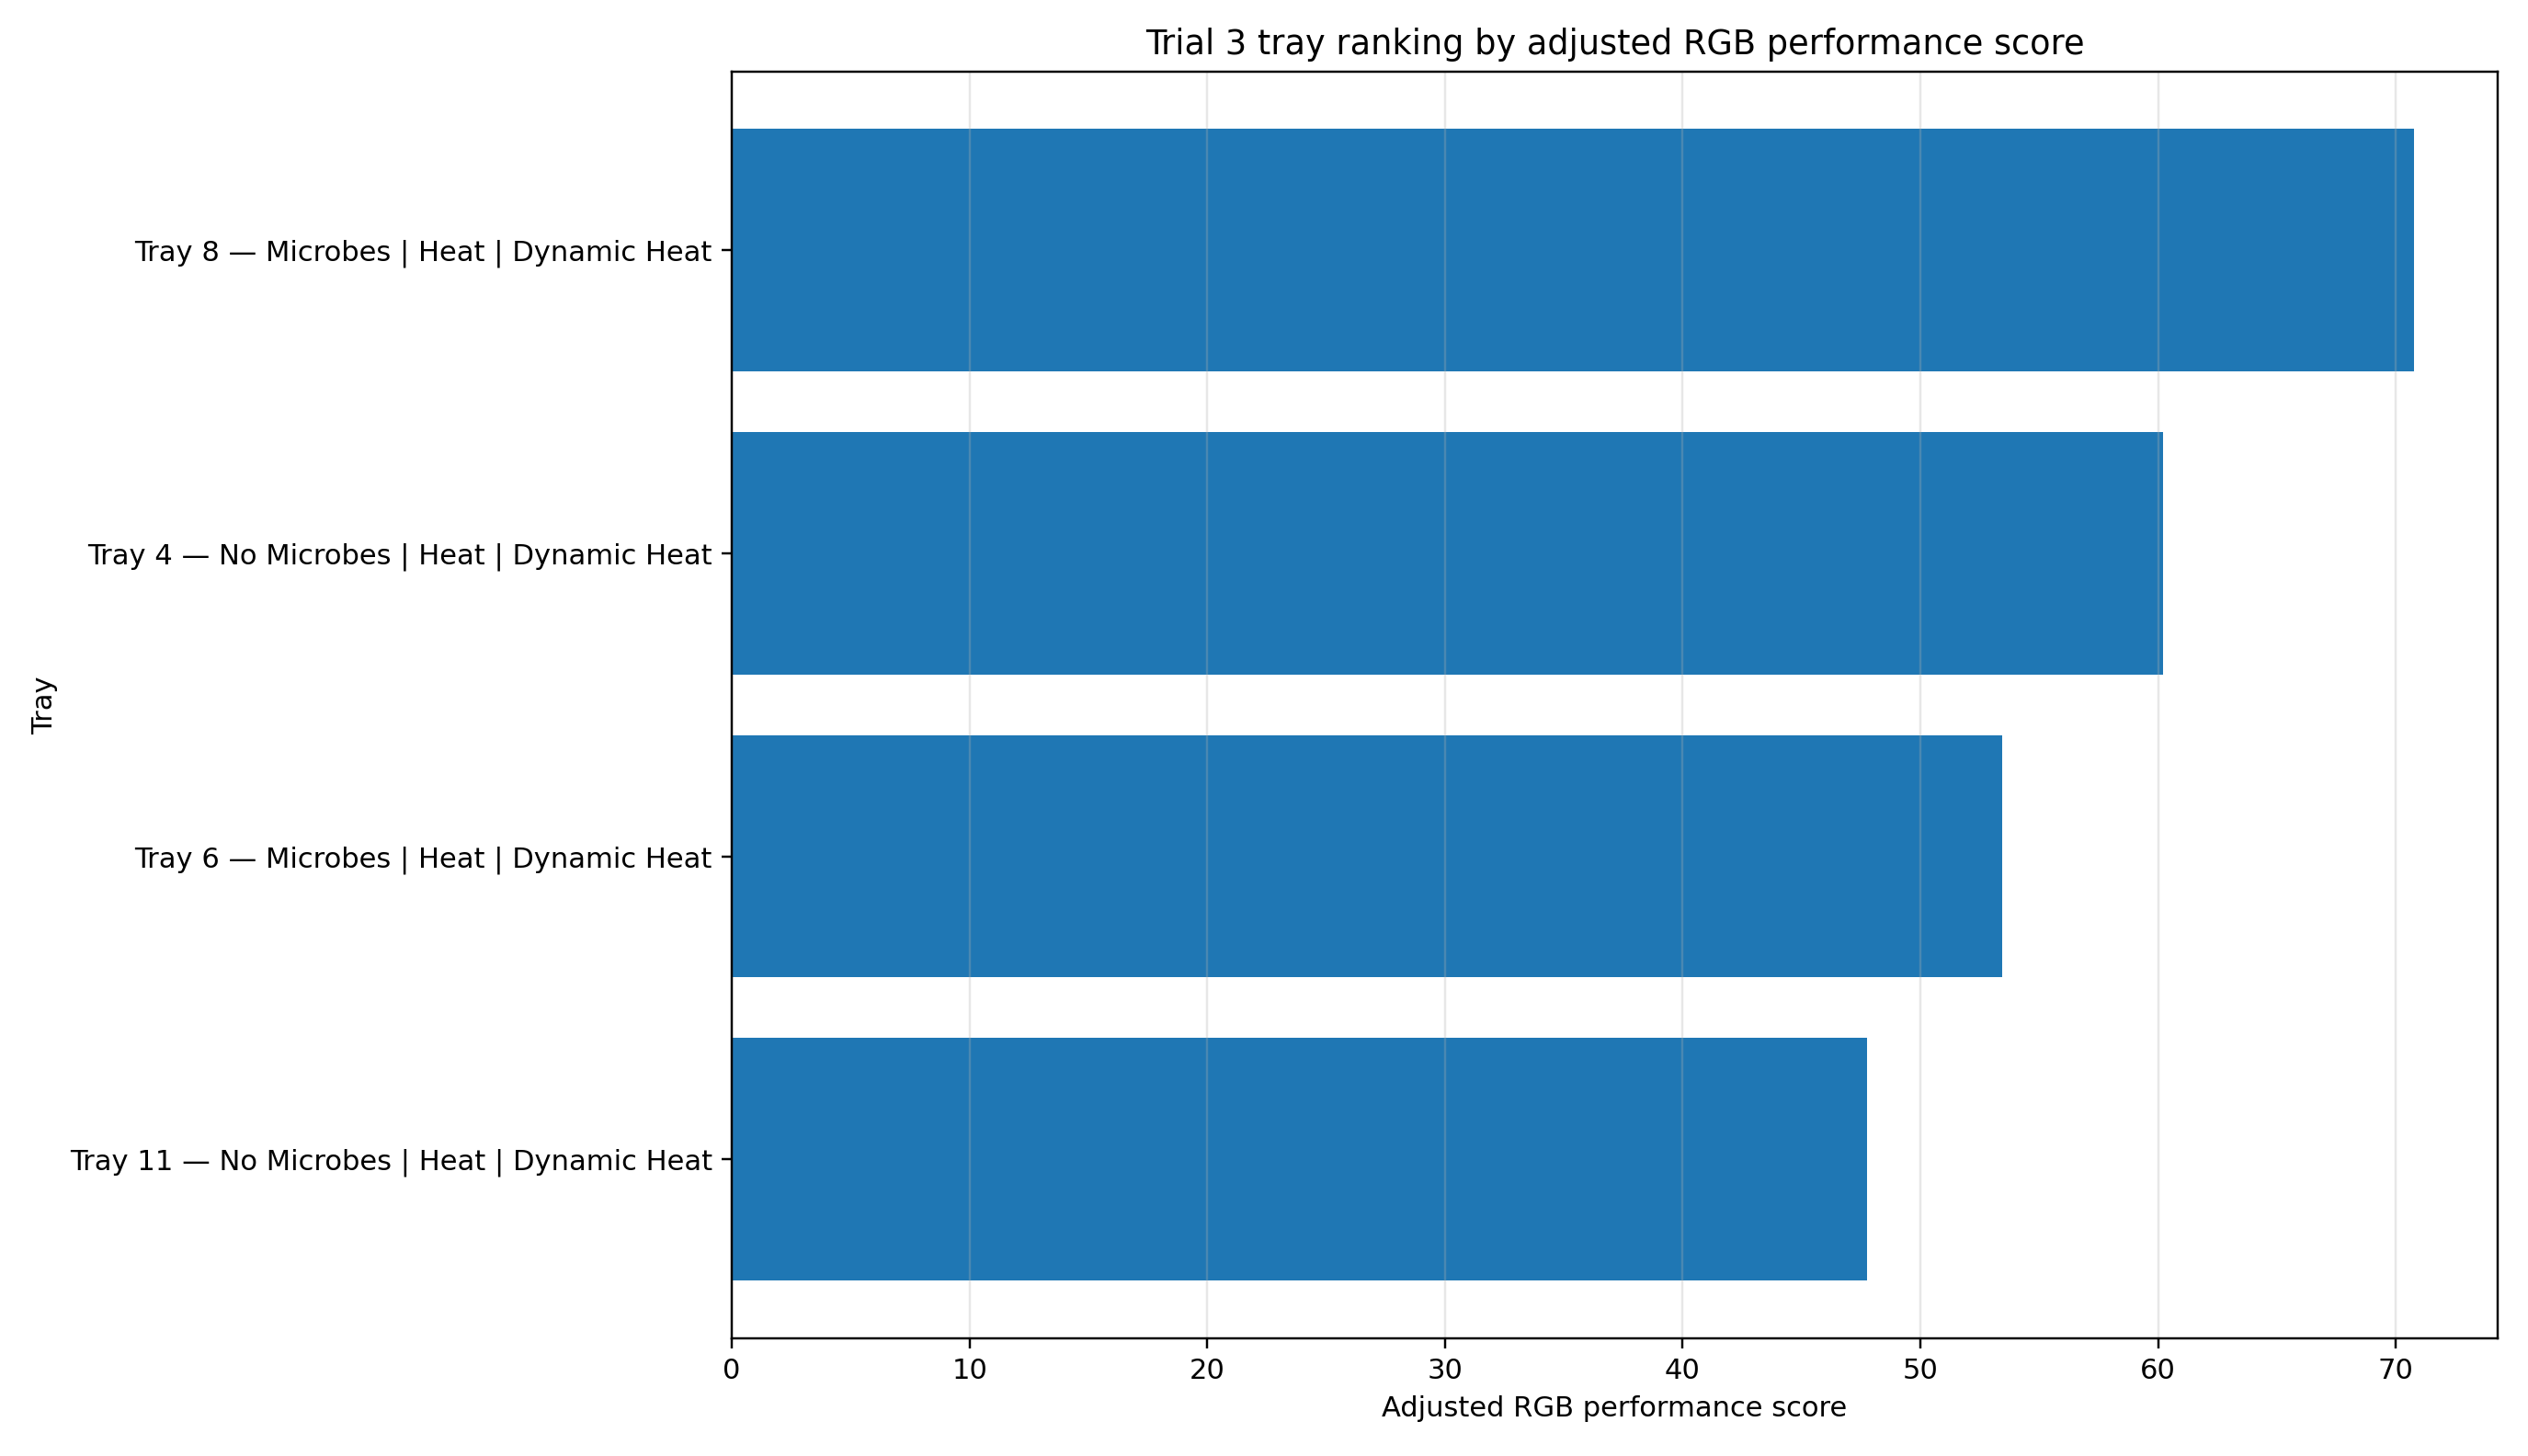 Trial 3 tray ranking by adjusted RGB performance score
Tray
Tray 8 — Microbes | Heat | Dynamic Heat
Tray 4 — No Microbes | Heat | Dynamic Heat
Tray 6 — Microbes | Heat | Dynamic Heat
Tray 11 — No Microbes | Heat | Dynamic Heat
0 10 20 30 40 50 60 70
Adjusted RGB performance score